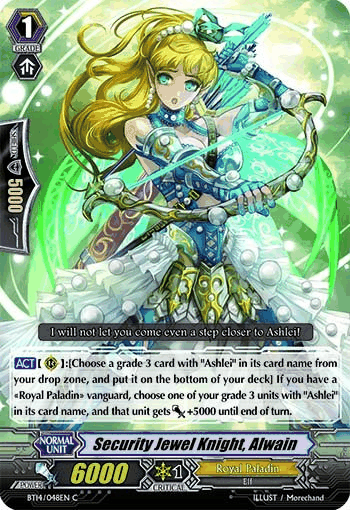 1
GRADE
SHIELD
5000
I will not let you come even a step closer to Ashlei!
ACT[ ]:[Choose a grade 3 card with "Ashlei" in its card name from
your drop zone, and put it on the bottom of your deck] If you have a
«Royal Paladin» vanguard, choose one of your grade 3 units with "Ashlei"
in its card name, and that unit gets +5000 until end of turn.
NORMAL
UNIT
Security Jewel Knight, Alwain
POWER
6000
1
CRITICAL
Royal Paladin
Elf
BT14/048EN C
ILLUST / Morechand